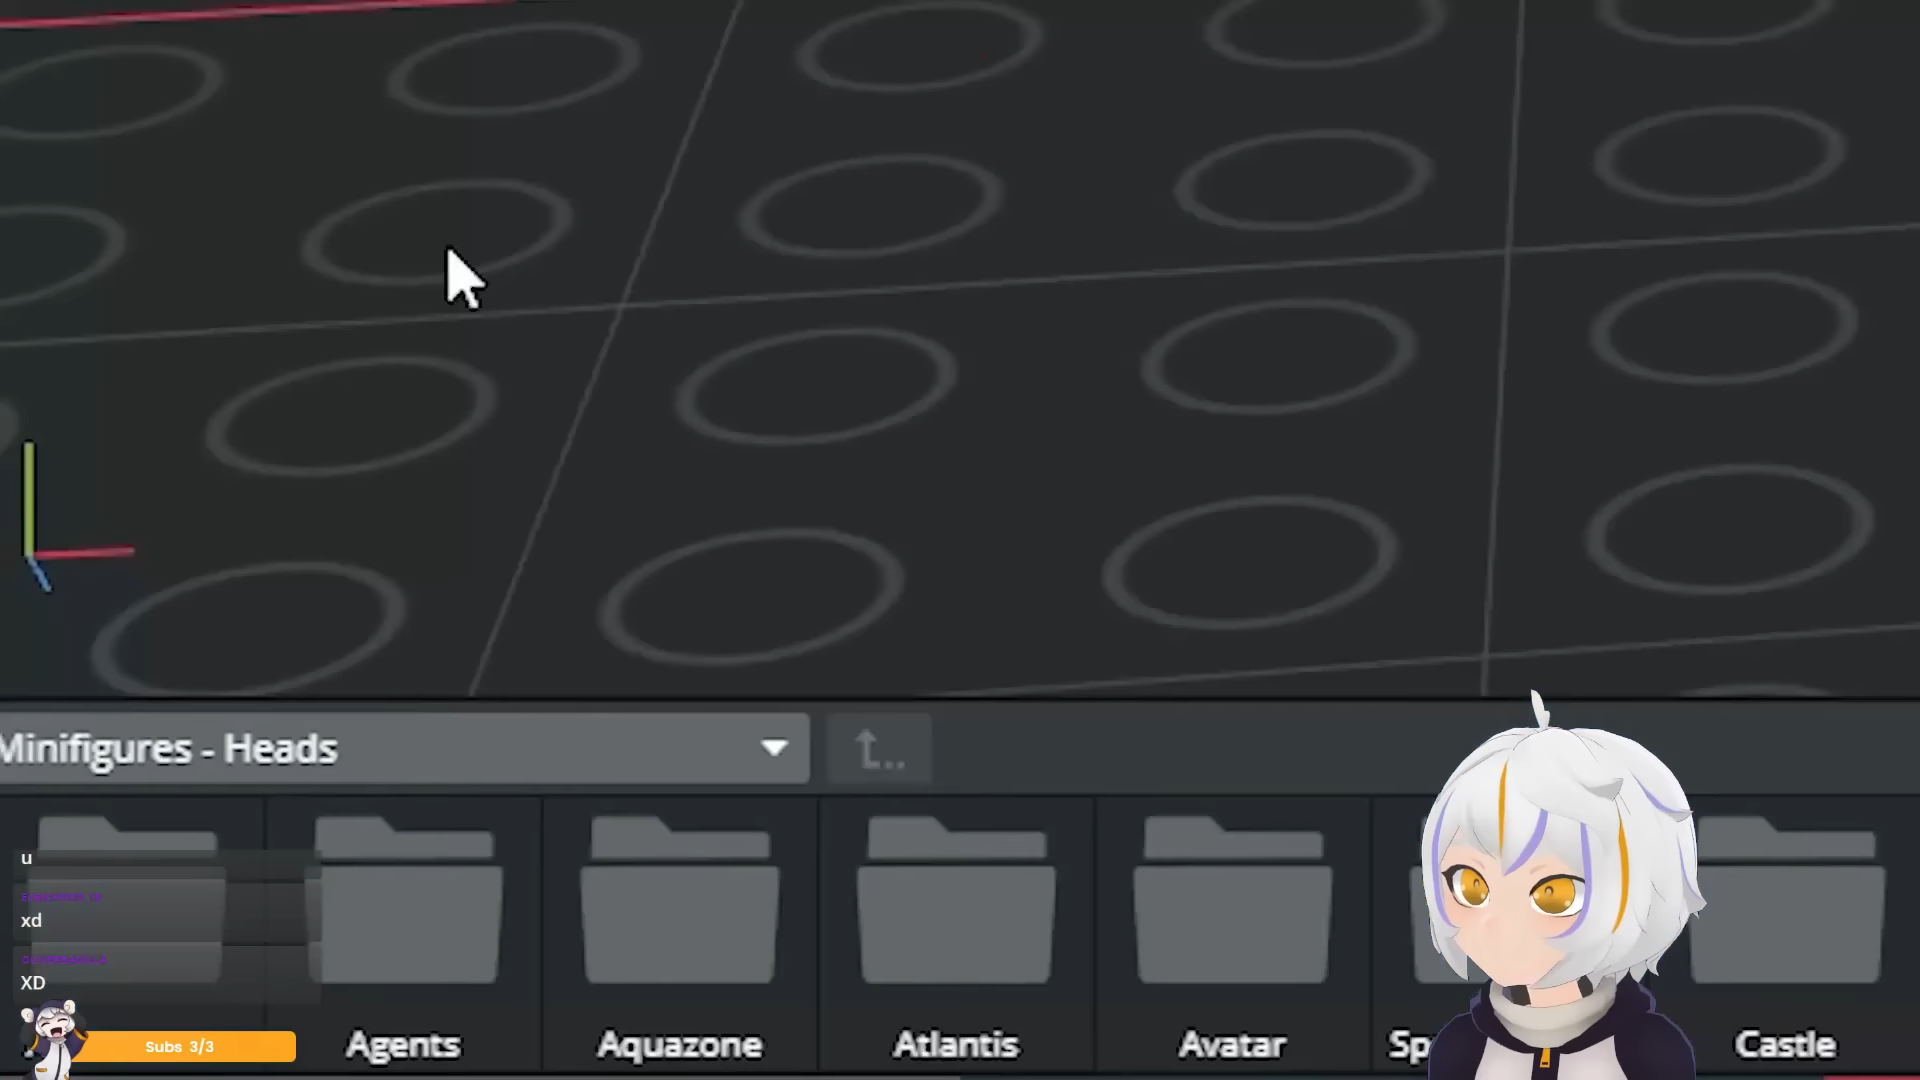 Minifigures - Heads
u
xd
XD
Subs 3/3
Agents
Aquazone
Atlantis
Avatar
Sp
Castle